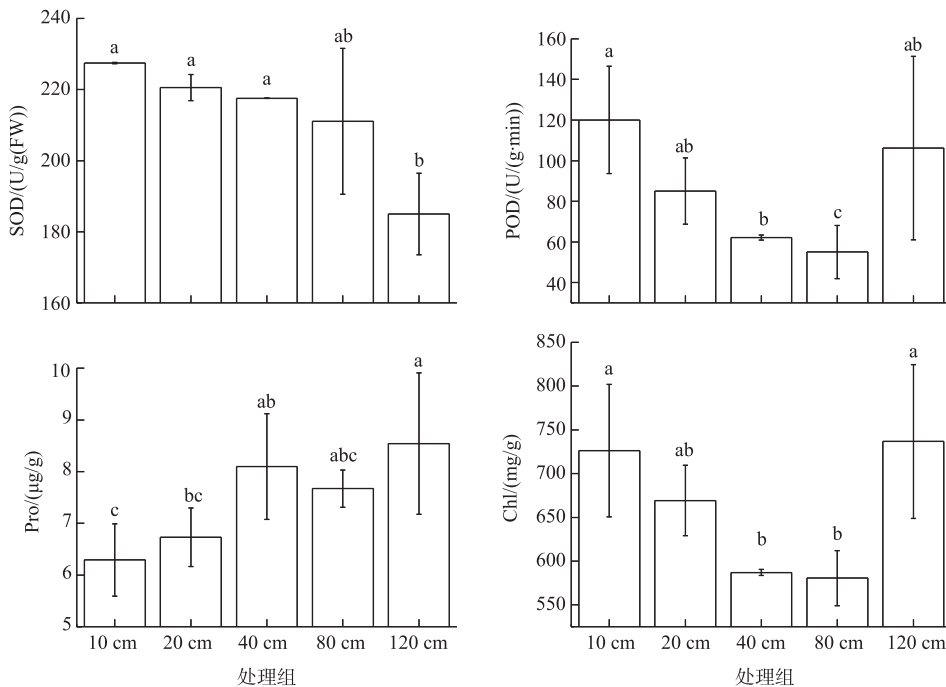 SOD/(U/g(FW))
240
220
200
180
160
a
a
a
ab
b
POD/(U/(g·min))
160
140
120
100
80
60
40
a
ab
b
c
ab
Pro/(μg/g)
10
9
8
7
6
5
c
bc
ab
abc
a
10 cm
20 cm
40 cm
80 cm
120 cm
处理组
Chl/(mg/g)
850
800
750
700
650
600
550
a
ab
b
b
a
10 cm
20 cm
40 cm
80 cm
120 cm
处理组